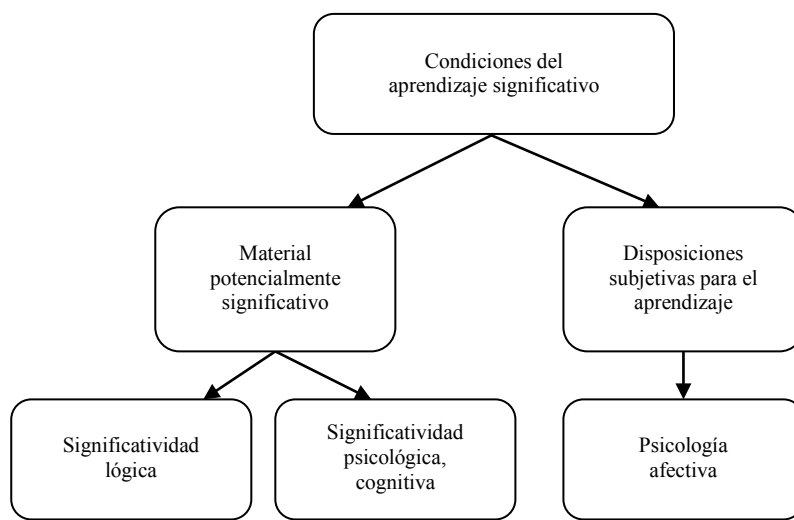 Condiciones del
aprendizaje significativo
Material
potencialmente
significativo
Disposiciones
subjetivas para el
aprendizaje
Significatividad
lógica
Significatividad
psicológica,
cognitiva
Psicología
afectiva